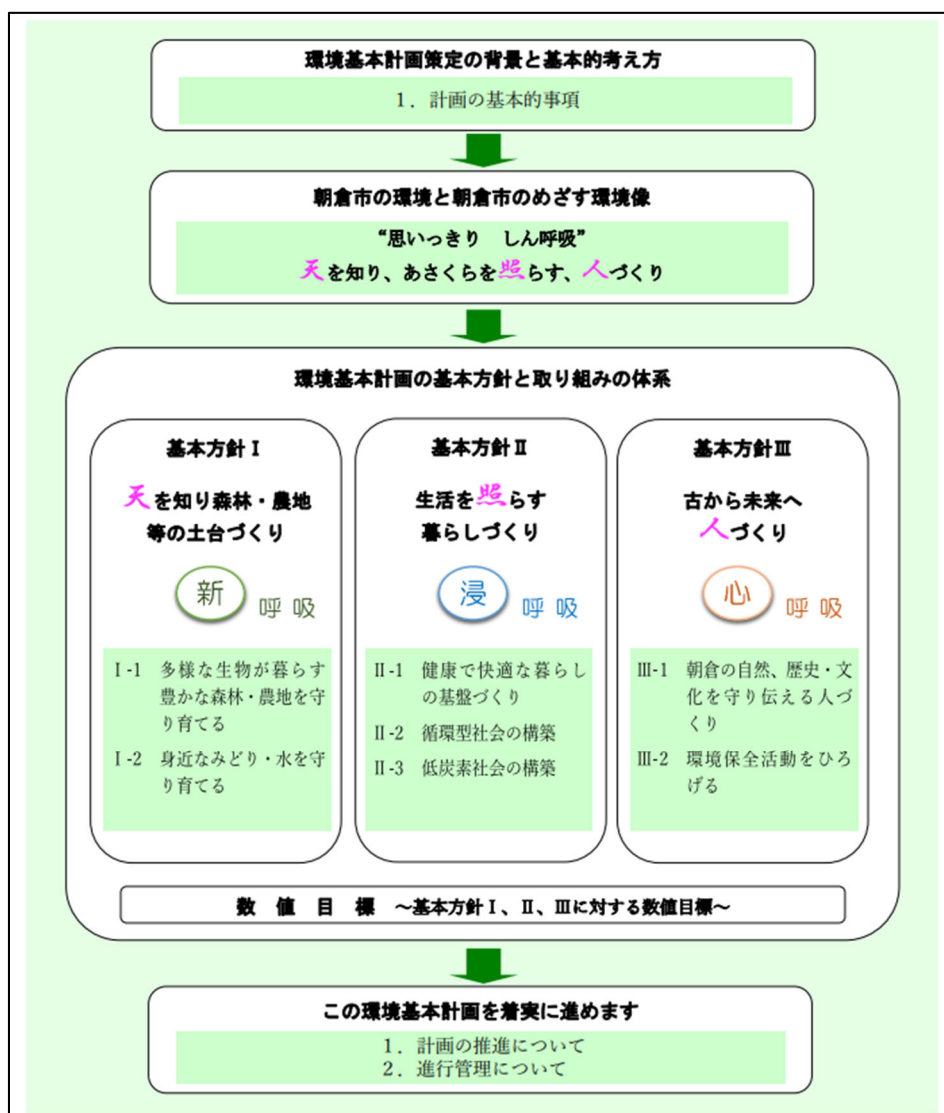 環境基本計画策定の背景と基本的考え方
1．計画の基本的事項
朝倉市の環境と朝倉市のめざす環境像
“思いっきり　しん呼吸”
天を知り、あさくらを照らす、人づくり
環境基本計画の基本方針と取り組みの体系
基本方針Ⅰ
天を知り森林・農地
等の土台づくり
新 呼吸
Ⅰ-1 多様な生物が暮らす
豊かな森林・農地を守
り育てる
Ⅰ-2 身近なみどり・水を守
り育てる
基本方針Ⅱ
生活を照らす
暮らしづくり
浸 呼吸
Ⅱ-1 健康で快適な暮らし
の基盤づくり
Ⅱ-2 循環型社会の構築
Ⅱ-3 低炭素社会の構築
基本方針Ⅲ
古から未来へ
人づくり
心 呼吸
Ⅲ-1 朝倉の自然、歴史・文
化を守り伝える人づ
くり
Ⅲ-2 環境保全活動をひろ
げる
数 値 目 標 ～基本方針Ⅰ、Ⅱ、Ⅲに対する数値目標～
この環境基本計画を着実に進めます
1．計画の推進について
2．進行管理について